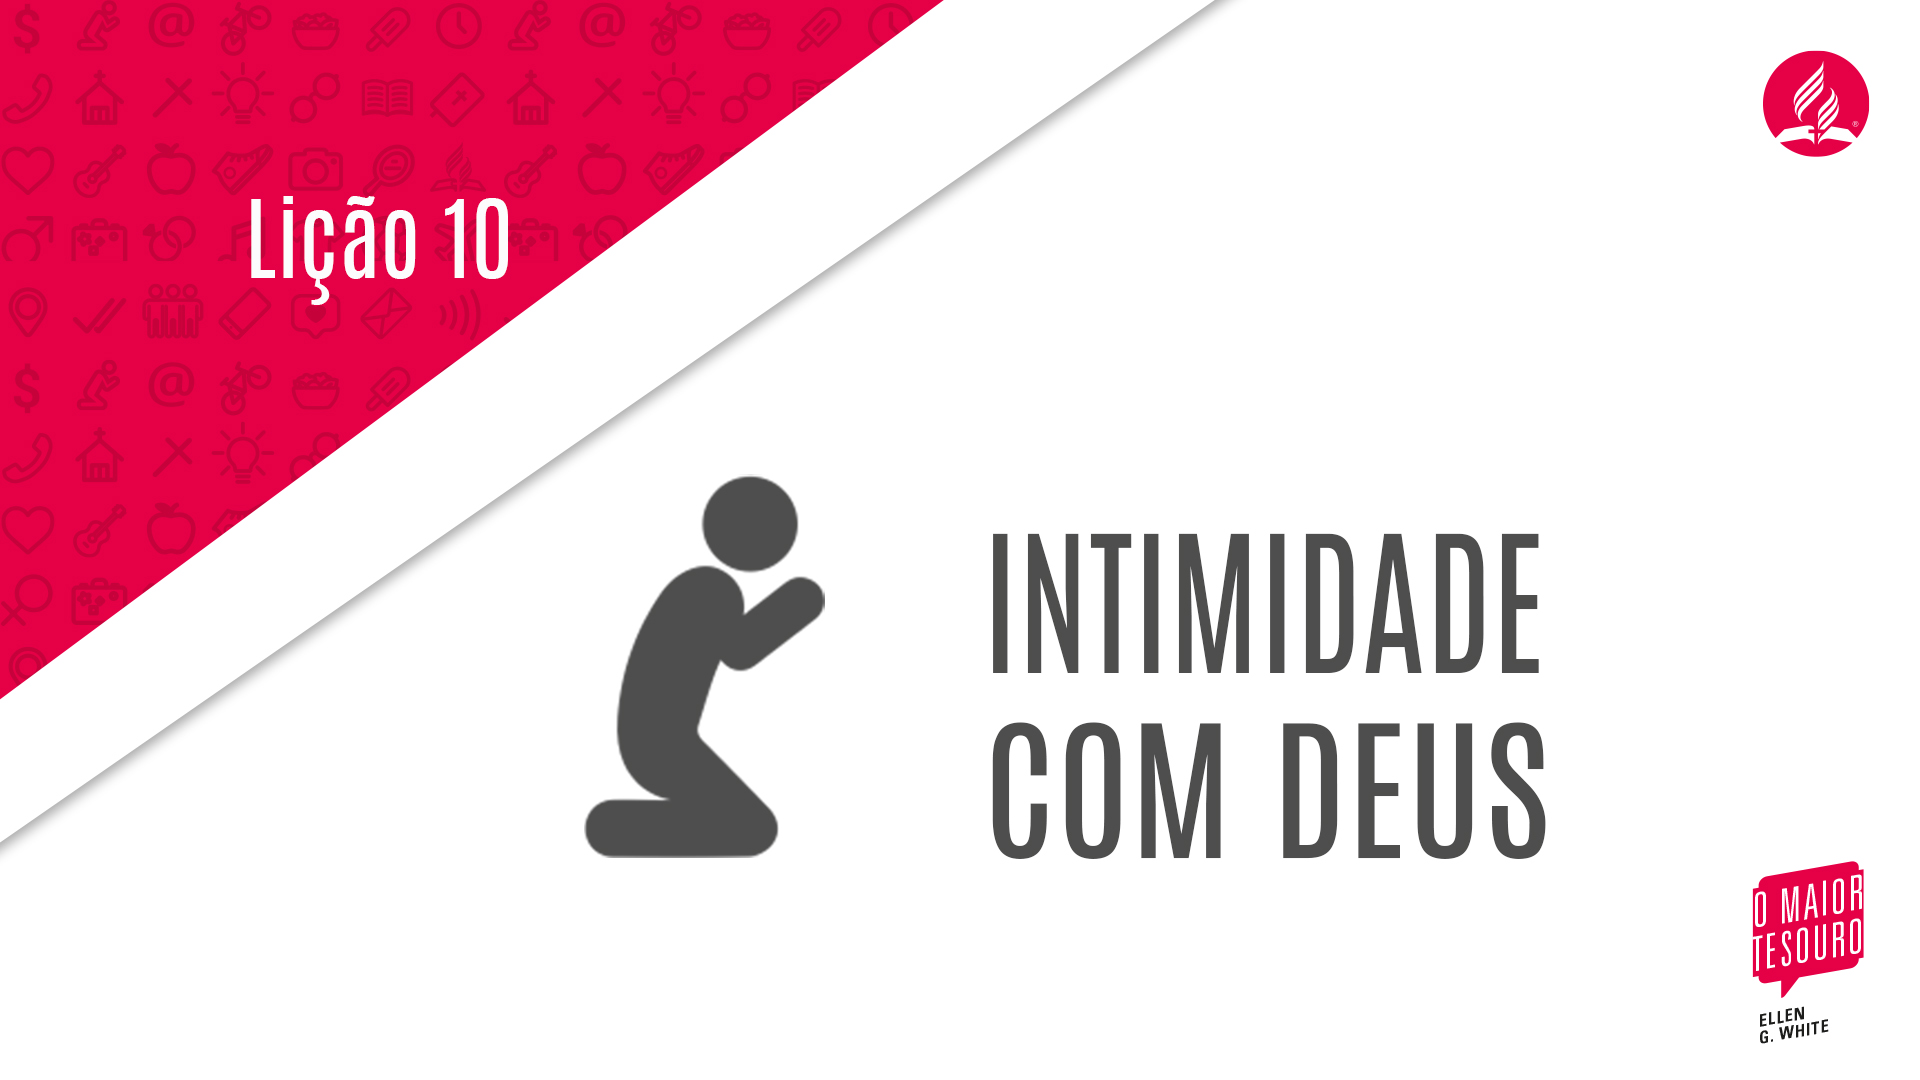 Lição 10
INTIMIDADE
COM DEUS
O MAIOR
TESOURO
ELLEN
G. WHITE